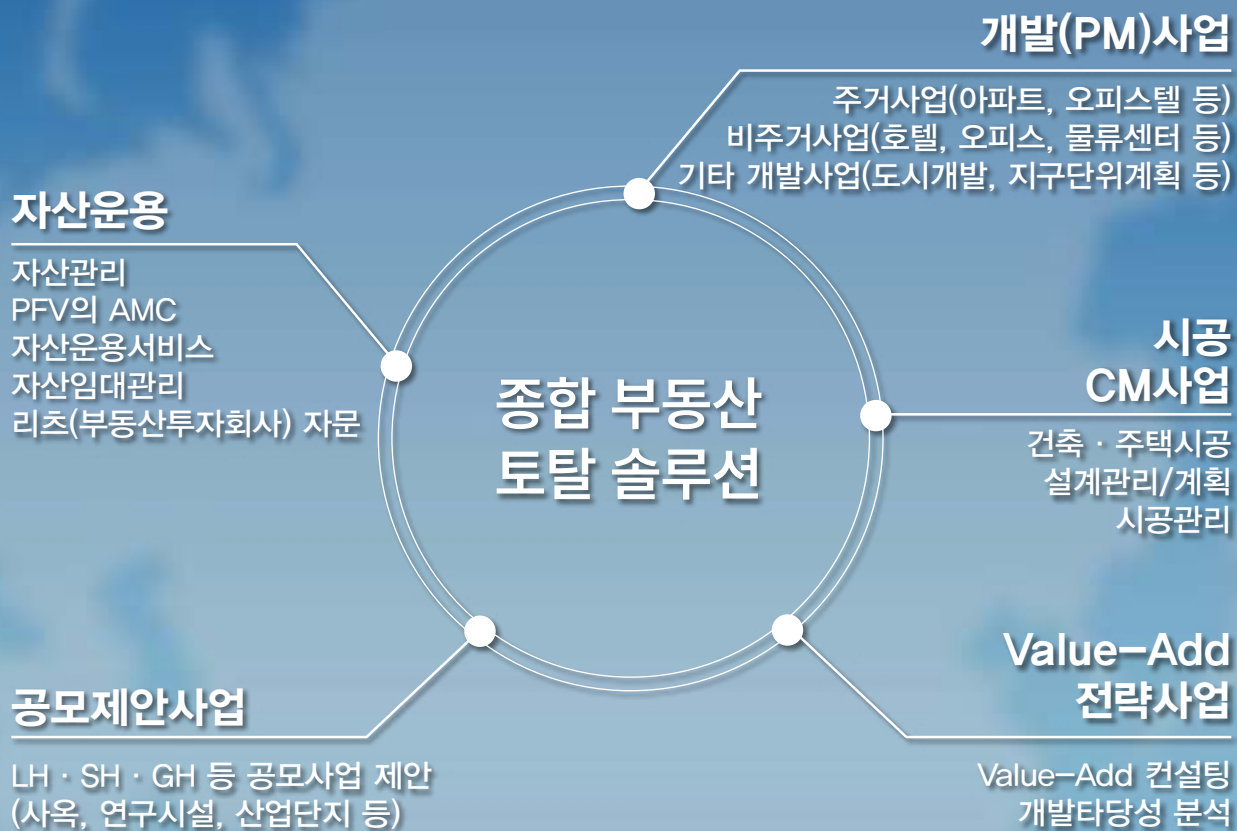 개발(PM)사업
주거사업(아파트, 오피스텔 등)
비주거사업(호텔, 오피스, 물류센터 등)
기타 개발사업(도시개발, 지구단위계획 등)
자산운용
자산관리
PFV의 AMC
자산운용서비스
자산임대관리
리츠(부동산투자회사) 자문
종합 부동산
토탈 솔루션
시공
CM사업
건축 · 주택시공
설계관리/계획
시공관리
공모제안사업
LH · SH · GH 등 공모사업 제안
(사옥, 연구시설, 산업단지 등)
Value-Add
전략사업
Value-Add 컨설팅
개발타당성 분석